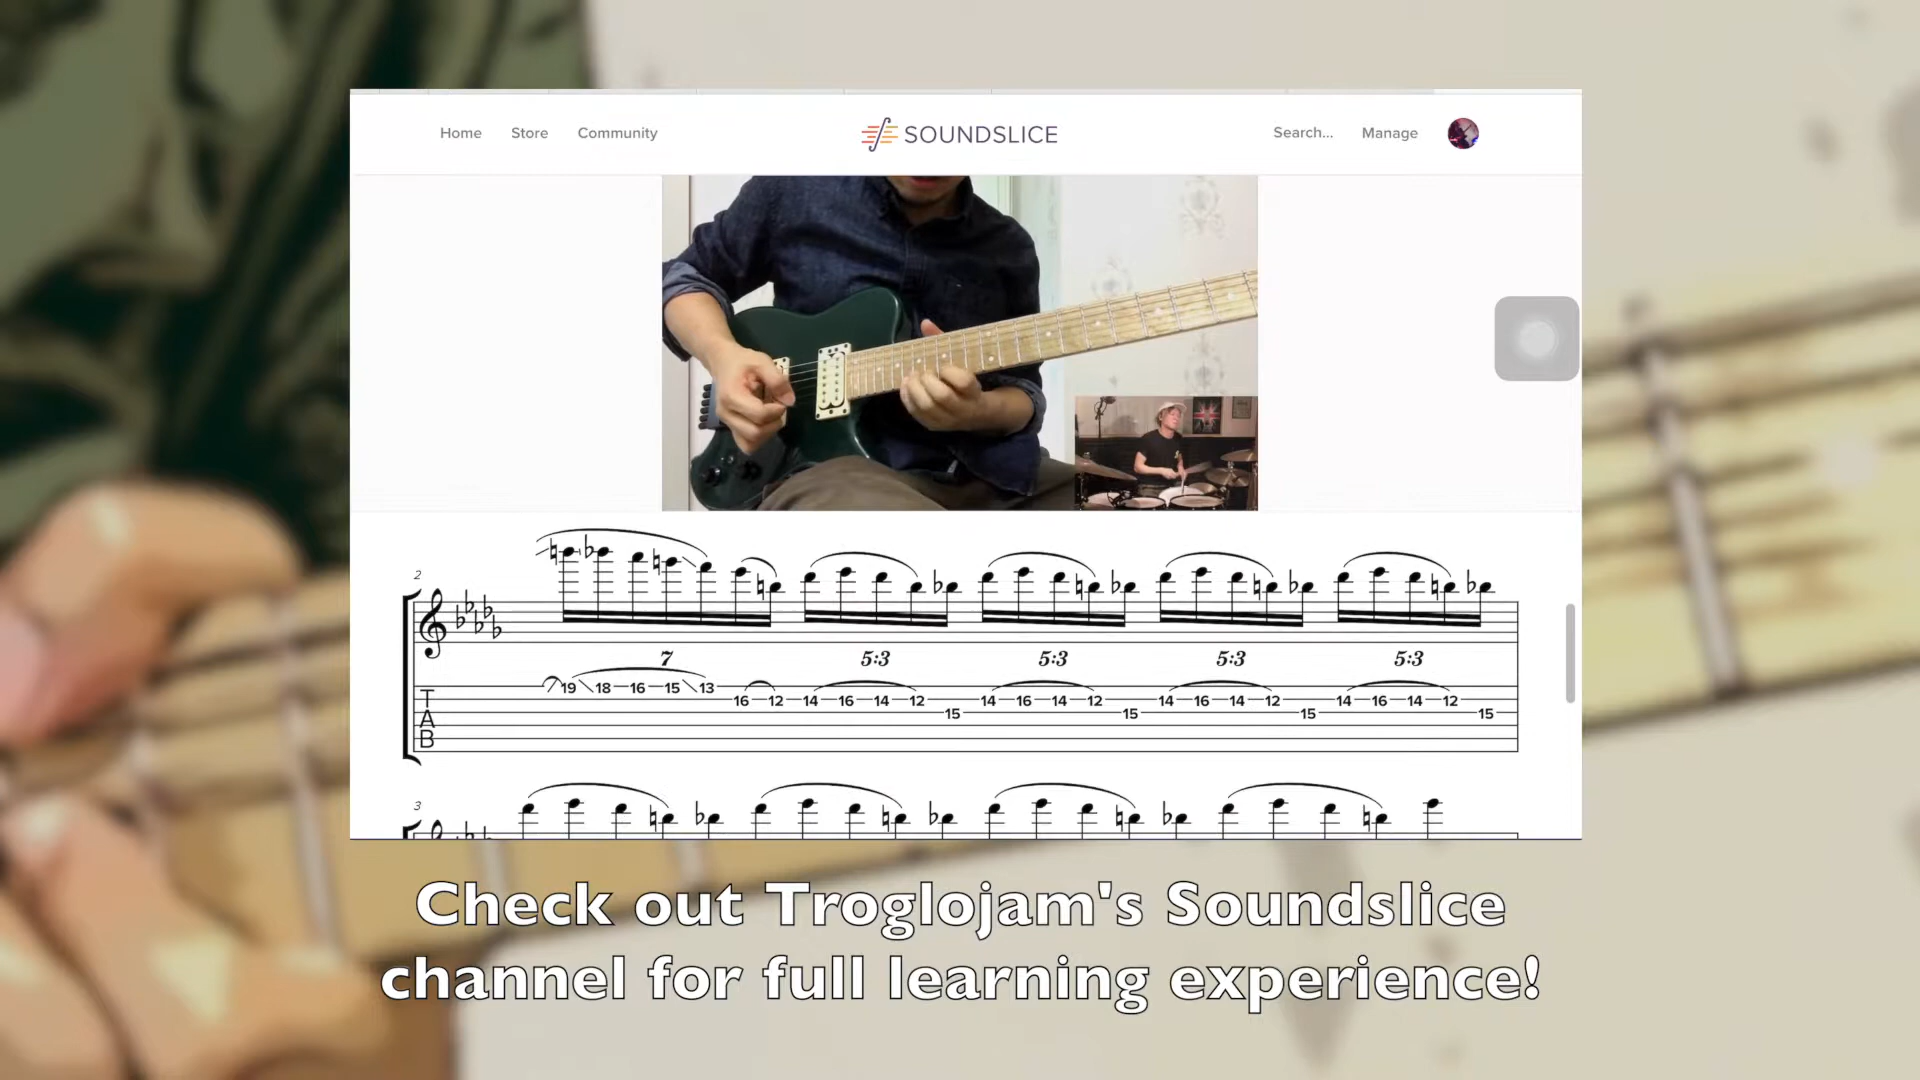 Home Store Community SOUNDSLICE Search... Manage
2
7 5:3 5:3 5:3 5:3
19 18 16 15 13
16 12 14 16 14 12 14 16 14 12 14 16 14 12 14 16 14 12
15 15 15 15
T
A
B
3
Check out Troglojam's Soundslice
channel for full learning experience!